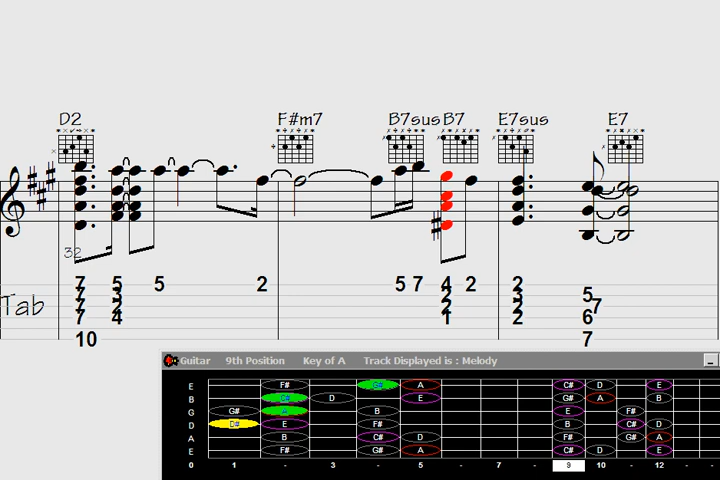 D2 F#m7 B7sus B7 E7sus E7
32
7 5 5 2 5 7 4 2 2
7 3 2 3 5
7 2 2 2 7
7 4 1 2 6
10 7
Tab
Guitar 9th Position Key of A Track Displayed is : Melody
E F# G# A C# D E
B C# D E G# A B
G G# A B E F#
D D# E B C#
A B C# D F# G# A
E F# G# A C# D E
0 1 - 3 - 5 - 7 - 9 10 - 12 - -